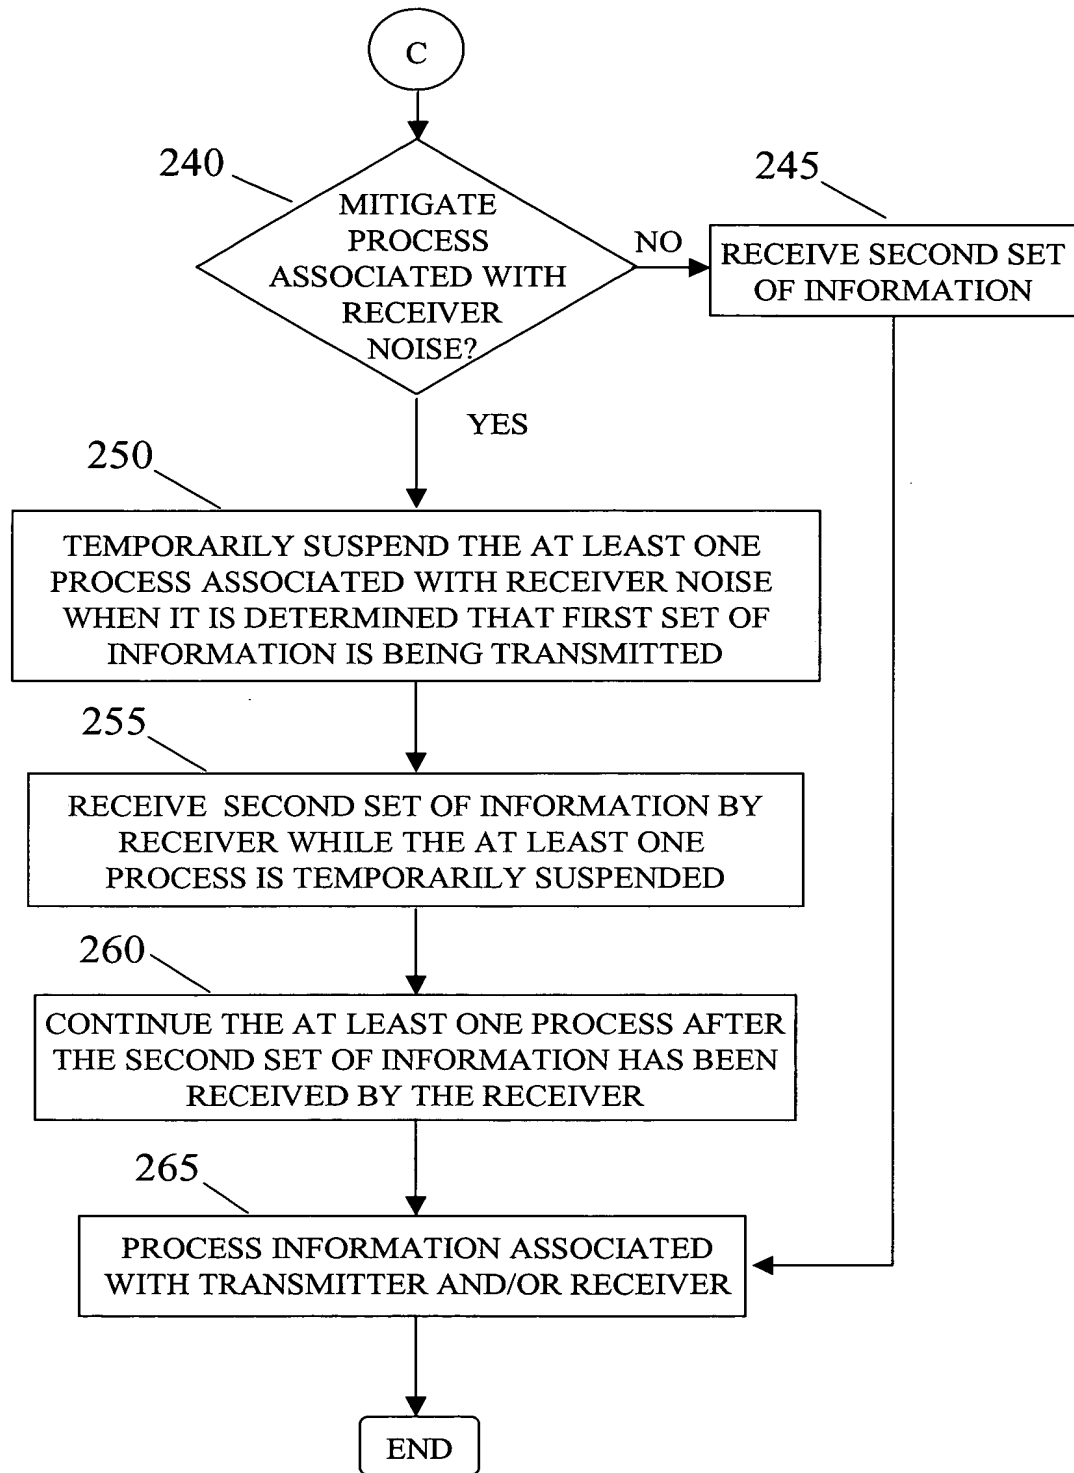 C
240
MITIGATE
PROCESS
ASSOCIATED WITH
RECEIVER
NOISE?
NO
245
RECEIVE SECOND SET
OF INFORMATION
YES
250
TEMPORARILY SUSPEND THE AT LEAST ONE
PROCESS ASSOCIATED WITH RECEIVER NOISE
WHEN IT IS DETERMINED THAT FIRST SET OF
INFORMATION IS BEING TRANSMITTED
255
RECEIVE SECOND SET OF INFORMATION BY
RECEIVER WHILE THE AT LEAST ONE
PROCESS IS TEMPORARILY SUSPENDED
260
CONTINUE THE AT LEAST ONE PROCESS AFTER
THE SECOND SET OF INFORMATION HAS BEEN
RECEIVED BY THE RECEIVER
265
PROCESS INFORMATION ASSOCIATED
WITH TRANSMITTER AND/OR RECEIVER
END